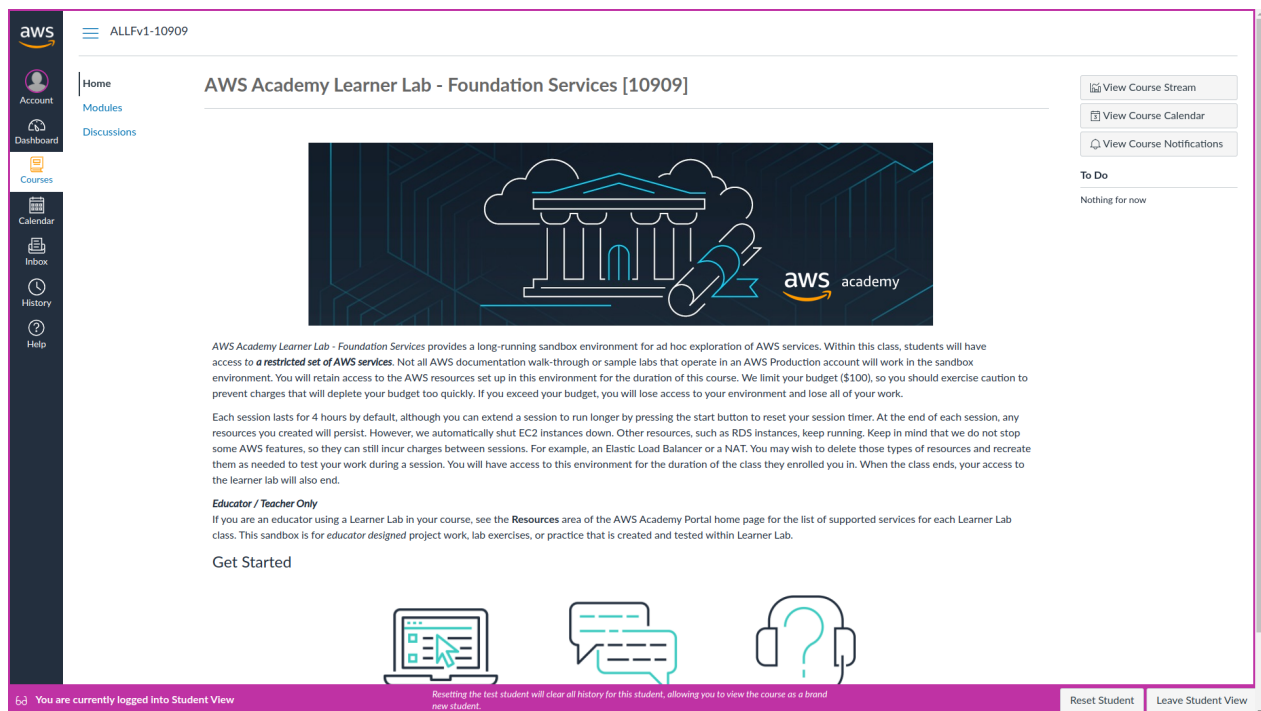 aws
ALLFv1-10909
Account
Dashboard
Courses
Calendar
Inbox
History
Help
Home
Modules
Discussions
AWS Academy Learner Lab - Foundation Services [10909]
aws academy
AWS Academy Learner Lab - Foundation Services provides a long-running sandbox environment for ad hoc exploration of AWS services. Within this class, students will have
access to a restricted set of AWS services. Not all AWS documentation walk-through or sample labs that operate in an AWS Production account will work in the sandbox
environment. You will retain access to the AWS resources set up in this environment for the duration of this course. We limit your budget ($100), so you should exercise caution to
prevent charges that will deplete your budget too quickly. If you exceed your budget, you will lose access to your environment and lose all of your work.
Each session lasts for 4 hours by default, although you can extend a session to run longer by pressing the start button to reset your session timer. At the end of each session, any
resources you created will persist. However, we automatically shut EC2 instances down. Other resources, such as RDS instances, keep running. Keep in mind that we do not stop
some AWS features, so they can still incur charges between sessions. For example, an Elastic Load Balancer or a NAT. You may wish to delete those types of resources and recreate
them as needed to test your work during a session. You will have access to this environment for the duration of the class they enrolled you in. When the class ends, your access to
the learner lab will also end.
Educator / Teacher Only
If you are an educator using a Learner Lab in your course, see the Resources area of the AWS Academy Portal home page for the list of supported services for each Learner Lab
class. This sandbox is for educator designed project work, lab exercises, or practice that is created and tested within Learner Lab.
Get Started
View Course Stream
View Course Calendar
View Course Notifications
To Do
Nothing for now
You are currently logged into Student View
Resetting the test student will clear all history for this student, allowing you to view the course as a brand
new student.
Reset Student
Leave Student View